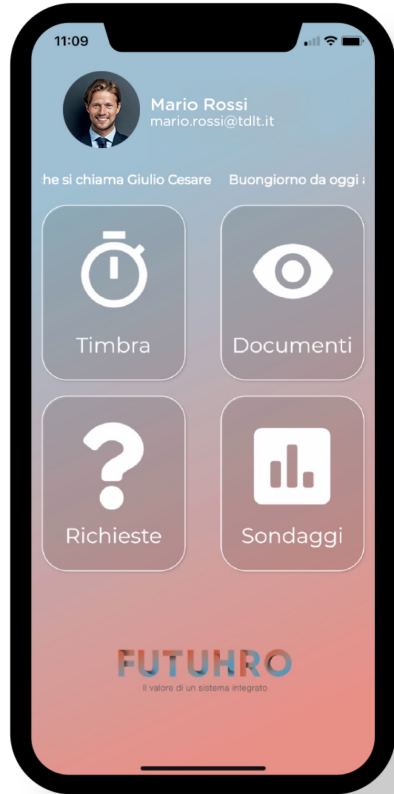 11:09
Mario Rossi
mario.rossi@tdlt.it
he si chiama Giulio Cesare Buongiorno da oggi a
Timbra Documenti
Richieste Sondaggi
FUTUHRO
Il valore di un sistema integrato